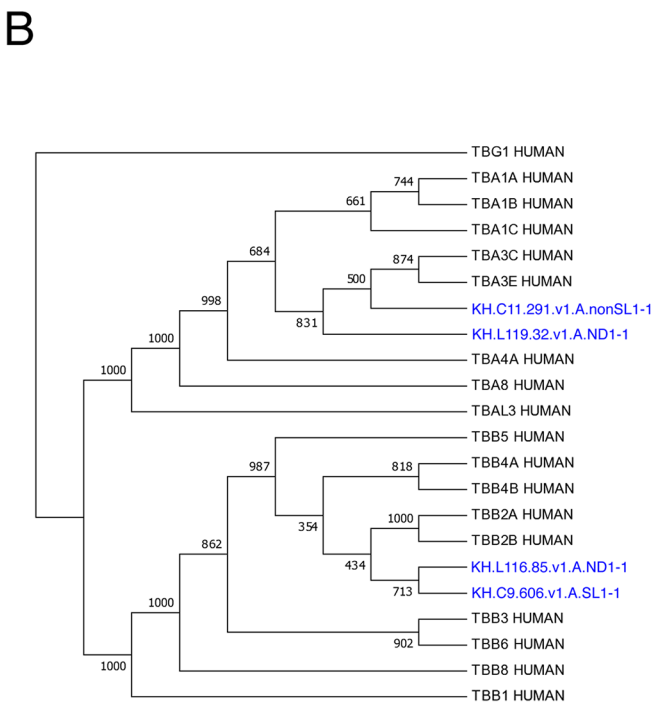 B
TBG1 HUMAN
TBA1A HUMAN
744
TBA1B HUMAN
661
TBA1C HUMAN
684
TBA3C HUMAN
874
TBA3E HUMAN
500
KH.C11.291.v1.A.nonSL1-1
998
831
KH.L119.32.v1.A.ND1-1
1000
TBA4A HUMAN
1000
TBA8 HUMAN
TBAL3 HUMAN
TBB5 HUMAN
987
TBB4A HUMAN
818
TBB4B HUMAN
TBB2A HUMAN
1000
354
TBB2B HUMAN
862
434
KH.L116.85.v1.A.ND1-1
713
KH.C9.606.v1.A.SL1-1
1000
TBB3 HUMAN
902
TBB6 HUMAN
1000
TBB8 HUMAN
TBB1 HUMAN